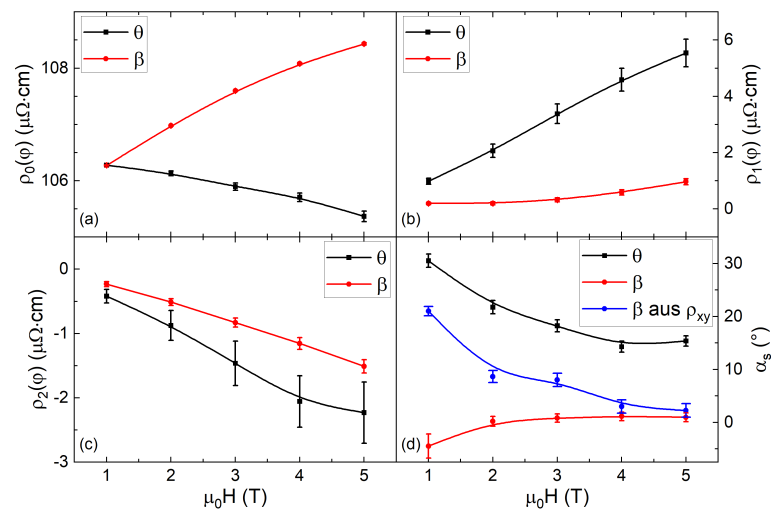 θ
β
108
106
ρ₀(φ) (μΩ·cm)
(a)
θ
β
6
4
2
0
ρ₁(φ) (μΩ·cm)
(b)
θ
β
0
-1
-2
-3
ρ₂(φ) (μΩ·cm)
(c)
1 2 3 4 5
μ₀H (T)
θ
β
β aus ρxy
30
20
10
0
αs (°)
(d)
1 2 3 4 5
μ₀H (T)